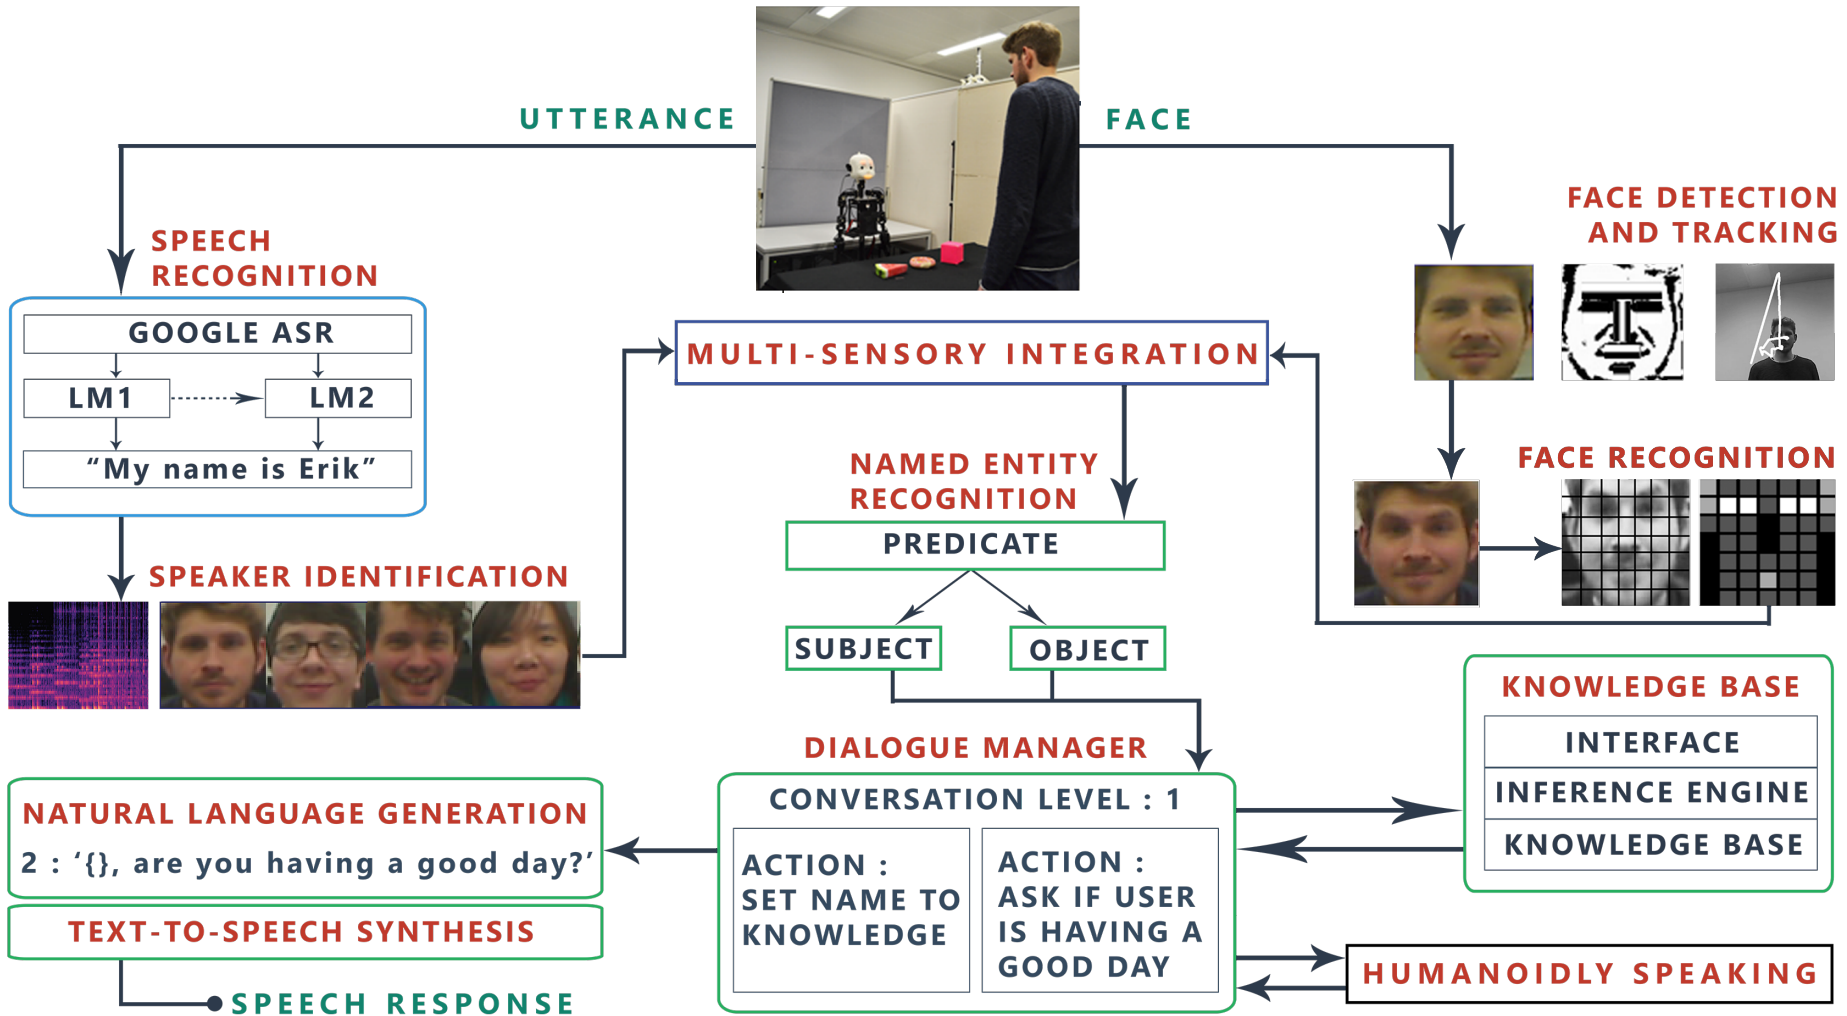 UTTERANCE
FACE
SPEECH
RECOGNITION
GOOGLE ASR
LM1
LM2
“My name is Erik”
SPEAKER IDENTIFICATION
FACE DETECTION
AND TRACKING
FACE RECOGNITION
MULTI-SENSORY INTEGRATION
NAMED ENTITY
RECOGNITION
PREDICATE
SUBJECT
OBJECT
DIALOGUE MANAGER
CONVERSATION LEVEL : 1
ACTION :
SET NAME TO
KNOWLEDGE
ACTION :
ASK IF USER
IS HAVING A
GOOD DAY
KNOWLEDGE BASE
INTERFACE
INFERENCE ENGINE
KNOWLEDGE BASE
HUMANOIDLY SPEAKING
NATURAL LANGUAGE GENERATION
2 : ‘{}, are you having a good day?’
TEXT-TO-SPEECH SYNTHESIS
SPEECH RESPONSE